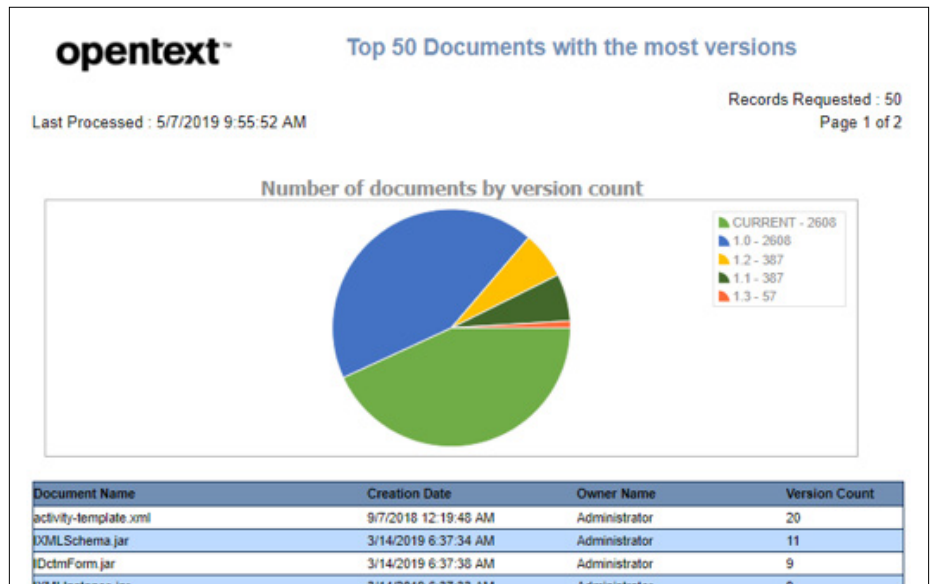 opentext™
Top 50 Documents with the most versions
Records Requested : 50
Last Processed : 5/7/2019 9:55:52 AM
Page 1 of 2
Number of documents by version count
CURRENT - 2608
1.0 - 2608
1.2 - 387
1.1 - 387
1.3 - 57
Document Name Creation Date Owner Name Version Count
activity-template.xml 9/7/2018 12:19:48 AM Administrator 20
IXMLSchema.jar 3/14/2019 6:37:34 AM Administrator 11
IDctmForm.jar 3/14/2019 6:37:38 AM Administrator 9